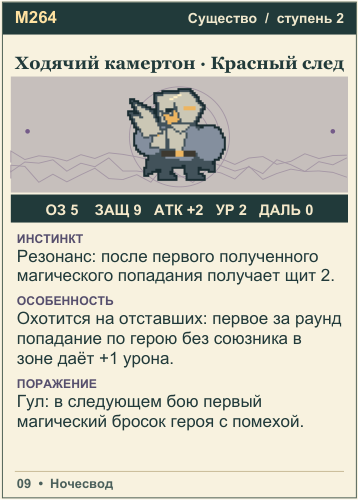 M264
Существо / ступень 2
Ходячий камертон · Красный след
ОЗ 5 ЗАЩ 9 АТК +2 УР 2 ДАЛЬ 0
ИНСТИНКТ
Резонанс: после первого полученного
магического попадания получает щит 2.
ОСОБЕННОСТЬ
Охотится на отставших: первое за раунд
попадание по герою без союзника в
зоне даёт +1 урона.
ПОРАЖЕНИЕ
Гул: в следующем бою первый
магический бросок героя с помехой.
09 • Ночесвод